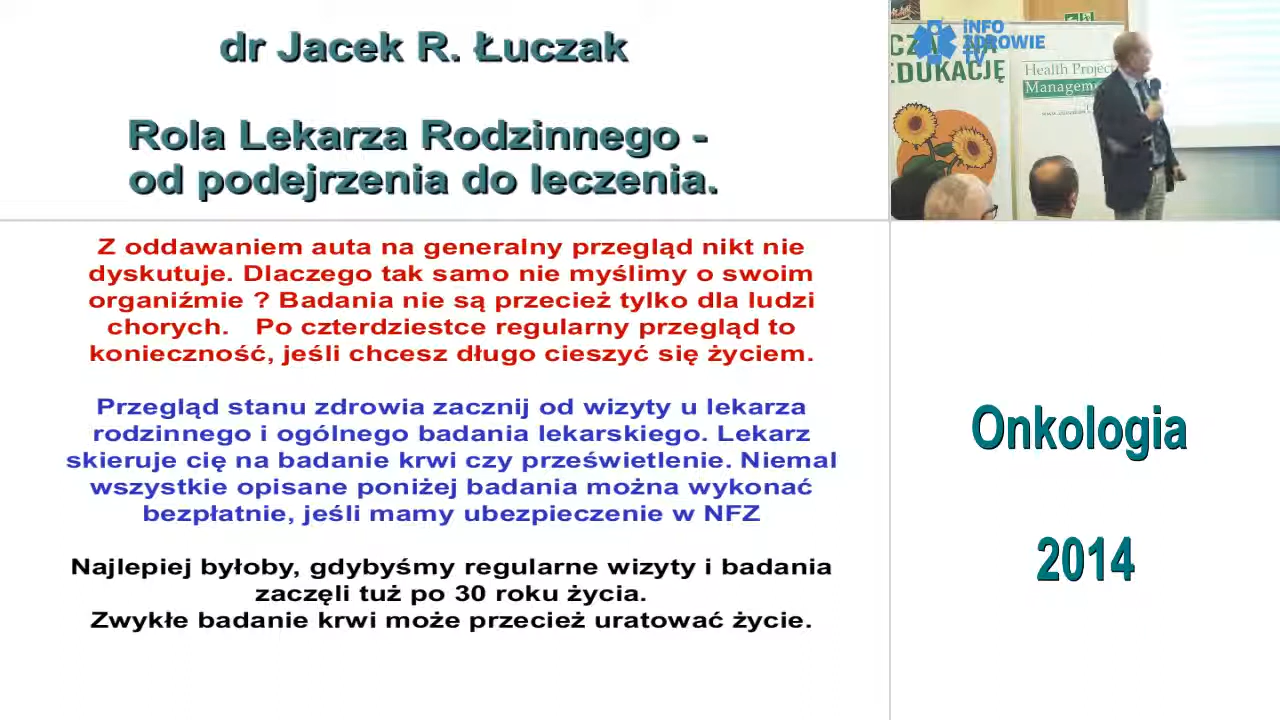 dr Jacek R. Łuczak
Rola Lekarza Rodzinnego -
od podejrzenia do leczenia.
Z oddawaniem auta na generalny przegląd nikt nie
dyskutuje. Dlaczego tak samo nie myślimy o swoim
organiźmie ? Badania nie są przecież tylko dla ludzi
chorych. Po czterdziestce regularny przegląd to
konieczność, jeśli chcesz długo cieszyć się życiem.
Przegląd stanu zdrowia zacznij od wizyty u lekarza
rodzinnego i ogólnego badania lekarskiego. Lekarz
skieruje cię na badanie krwi czy prześwietlenie. Niemal
wszystkie opisane poniżej badania można wykonać
bezpłatnie, jeśli mamy ubezpieczenie w NFZ
Najlepiej byłoby, gdybyśmy regularne wizyty i badania
zaczęli tuż po 30 roku życia.
Zwykłe badanie krwi może przecież uratować życie.
iNFO
ZDROWIE
TV
EDUKACJĘ
Health Project
Management
Onkologia
2014